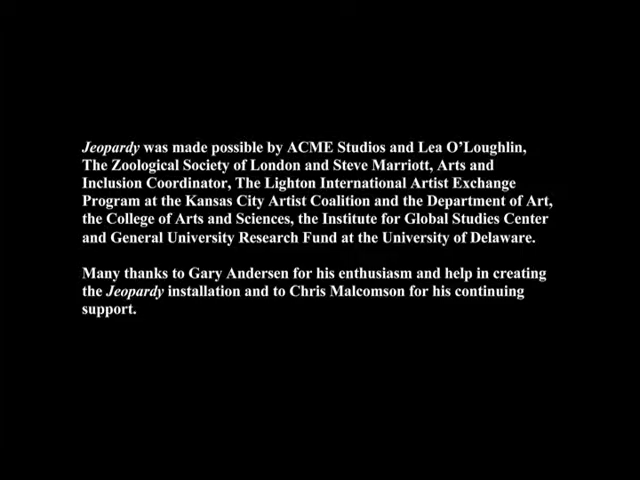 Jeopardy was made possible by ACME Studios and Lea O'Loughlin,
The Zoological Society of London and Steve Marriott, Arts and
Inclusion Coordinator, The Lighton International Artist Exchange
Program at the Kansas City Artist Coalition and the Department of Art,
the College of Arts and Sciences, the Institute for Global Studies Center
and General University Research Fund at the University of Delaware.
Many thanks to Gary Andersen for his enthusiasm and help in creating
the Jeopardy installation and to Chris Malcomson for his continuing
support.